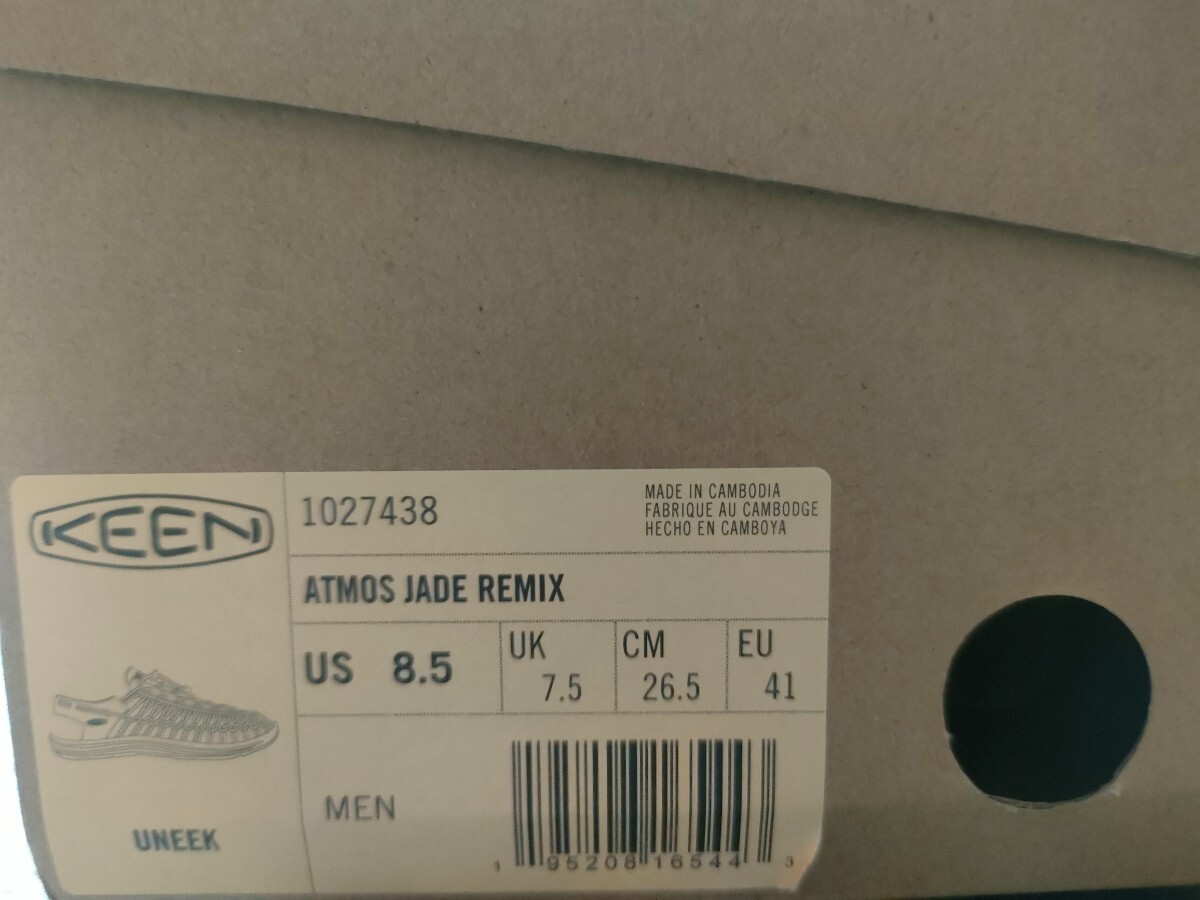 KEEN
1027438
MADE IN CAMBODIA
FABRIQUE AU CAMBODGE
HECHO EN CAMBOYA
ATMOS JADE REMIX
US 8.5
UK 7.5
CM 26.5
EU 41
MEN
UNEEK
1 95208 16544 3